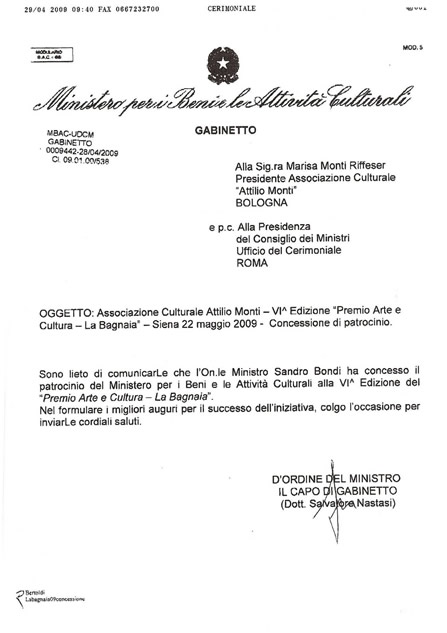 29/04 2009 09:40 FAX 0667232700 CERIMONIALE
MODULARIO
B.A.C. - 66
MOD. 5
Ministero per i Beni e le Attività Culturali
GABINETTO
MBAC-UDCM
GABINETTO
0009442-28/04/2009
Cl. 09.01.00/538
Alla Sig.ra Marisa Monti Riffeser
Presidente Associazione Culturale
"Attilio Monti"
BOLOGNA
e p.c. Alla Presidenza
del Consiglio dei Ministri
Ufficio del Cerimoniale
ROMA
OGGETTO: Associazione Culturale Attilio Monti – VI^ Edizione "Premio Arte e
Cultura – La Bagnaia" – Siena 22 maggio 2009 - Concessione di patrocinio.
Sono lieto di comunicarLe che l'On.le Ministro Sandro Bondi ha concesso il
patrocinio del Ministero per i Beni e le Attività Culturali alla VI^ Edizione del
"Premio Arte e Cultura – La Bagnaia".
Nel formulare i migliori auguri per il successo dell'iniziativa, colgo l'occasione per
inviarLe cordiali saluti.
D'ORDINE DEL MINISTRO
IL CAPO DI GABINETTO
(Dott. Salvatore Nastasi)
Bertoldi
Labagnaia09concessione